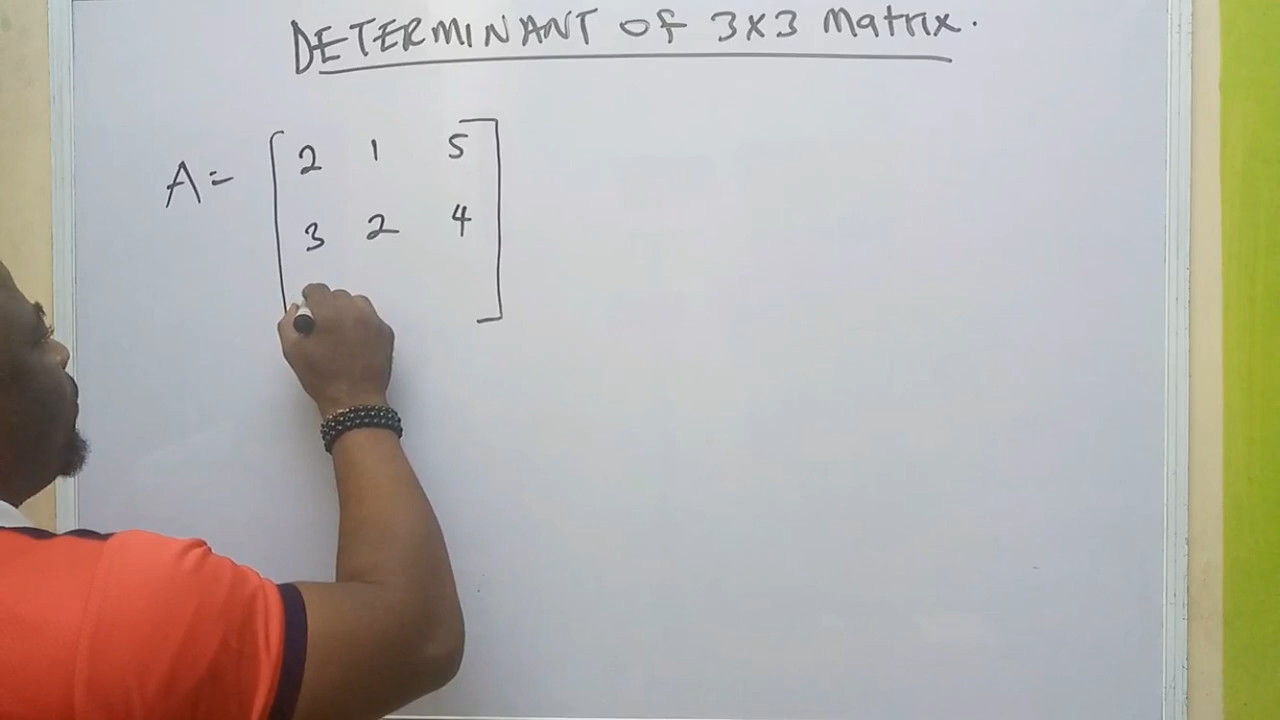 DETERMINANT OF 3x3 Matrix.
A= [ 2 1 5
3 2 4 ]